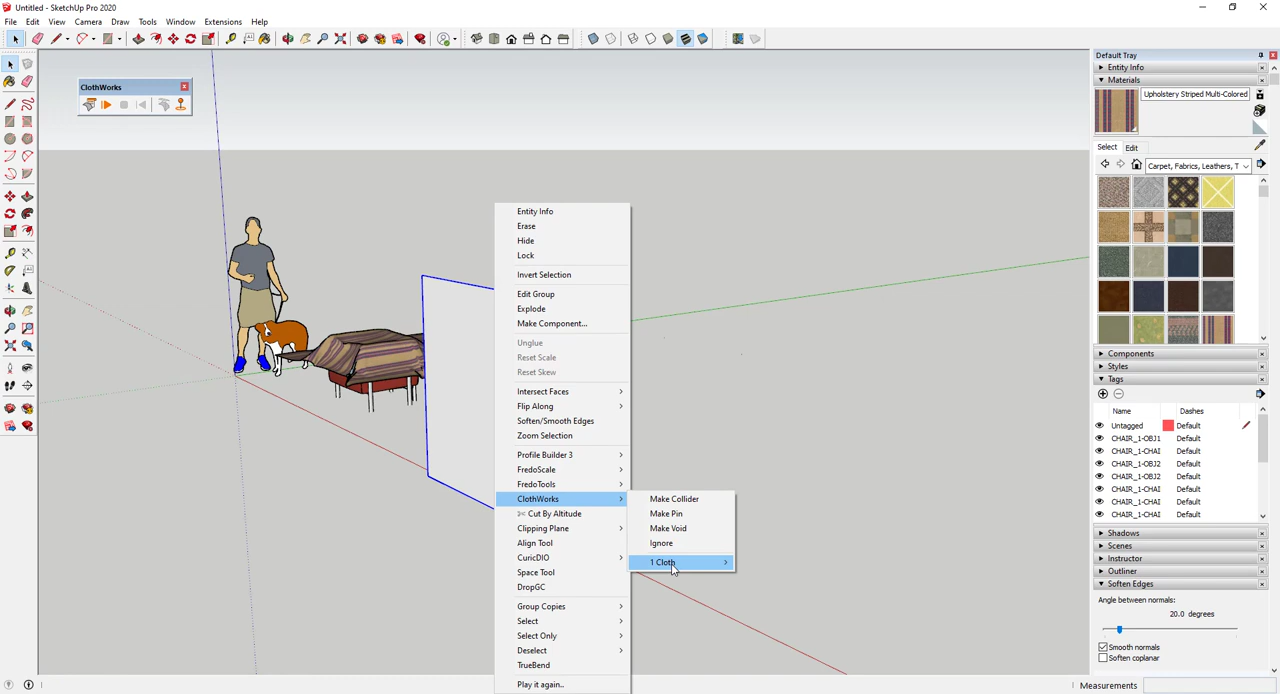 Untitled - SketchUp Pro 2020
File Edit View Camera Draw Tools Window Extensions Help
ClothWorks
Entity Info
Erase
Hide
Lock
Invert Selection
Edit Group
Explode
Make Component...
Unglue
Reset Scale
Reset Skew
Intersect Faces
Flip Along
Soften/Smooth Edges
Zoom Selection
Profile Builder 3
FredoScale
FredoTools
ClothWorks
Cut By Altitude
Clipping Plane
Align Tool
CuricDIO
Space Tool
DropGC
Group Copies
Select
Select Only
Deselect
TrueBend
Play it again..
Make Collider
Make Pin
Make Void
Ignore
1 Cloth
Default Tray
Entity Info
Materials
Upholstery Striped Multi-Colored
Select Edit
Carpet, Fabrics, Leathers, T
Components
Styles
Tags
Name Dashes
Untagged Default
CHAIR_1-OBJ1 Default
CHAIR_1-CHAI Default
CHAIR_1-OBJ2 Default
CHAIR_1-OBJ2 Default
CHAIR_1-CHAI Default
CHAIR_1-CHAI Default
CHAIR_1-CHAI Default
Shadows
Scenes
Instructor
Outliner
Soften Edges
Angle between normals:
20.0 degrees
Smooth normals
Soften coplanar
Measurements